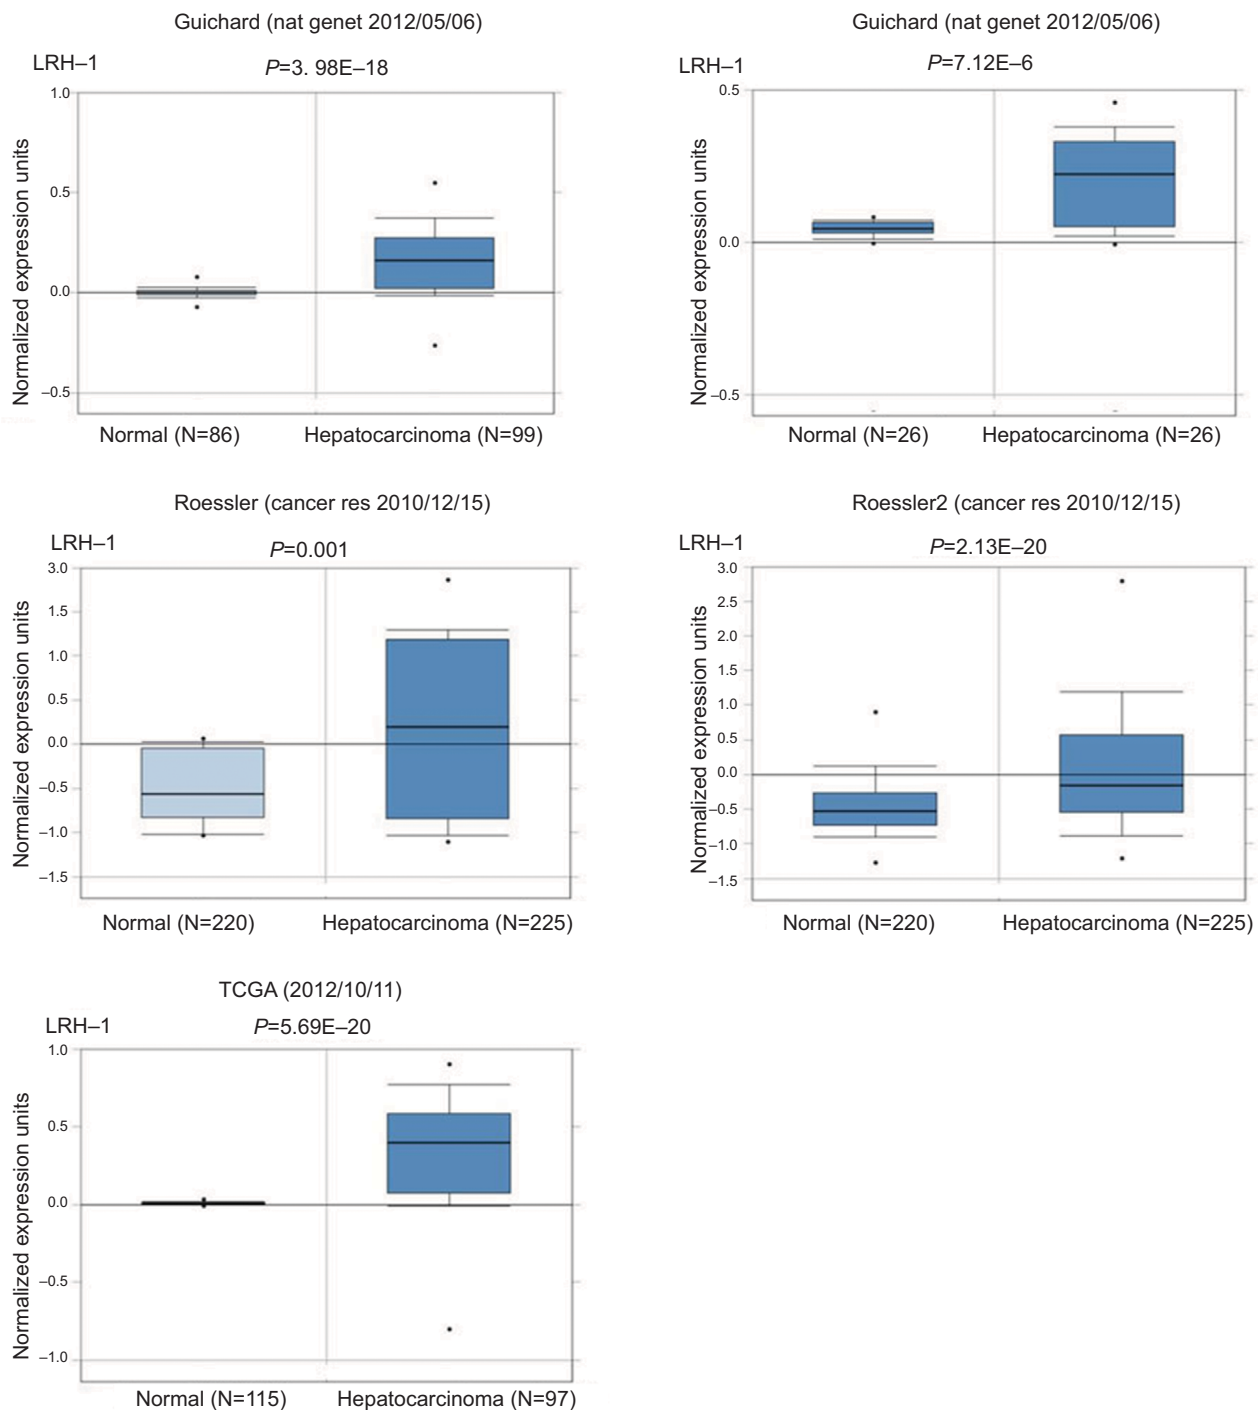 Guichard (nat genet 2012/05/06)
LRH–1
P=3. 98E–18
Normalized expression units
1.0
0.5
0.0
–0.5
Normal (N=86)
Hepatocarcinoma (N=99)
Guichard (nat genet 2012/05/06)
LRH–1
P=7.12E–6
Normalized expression units
0.5
0.0
–0.5
Normal (N=26)
Hepatocarcinoma (N=26)
Roessler (cancer res 2010/12/15)
LRH–1
P=0.001
Normalized expression units
3.0
1.5
1.0
0.5
0.0
–0.5
–1.0
–1.5
Normal (N=220)
Hepatocarcinoma (N=225)
Roessler2 (cancer res 2010/12/15)
LRH–1
P=2.13E–20
Normalized expression units
3.0
2.5
2.0
1.5
1.0
0.5
0.0
–0.5
–1.0
–1.5
Normal (N=220)
Hepatocarcinoma (N=225)
TCGA (2012/10/11)
LRH–1
P=5.69E–20
Normalized expression units
1.0
0.5
0.0
–0.5
–1.0
Normal (N=115)
Hepatocarcinoma (N=97)